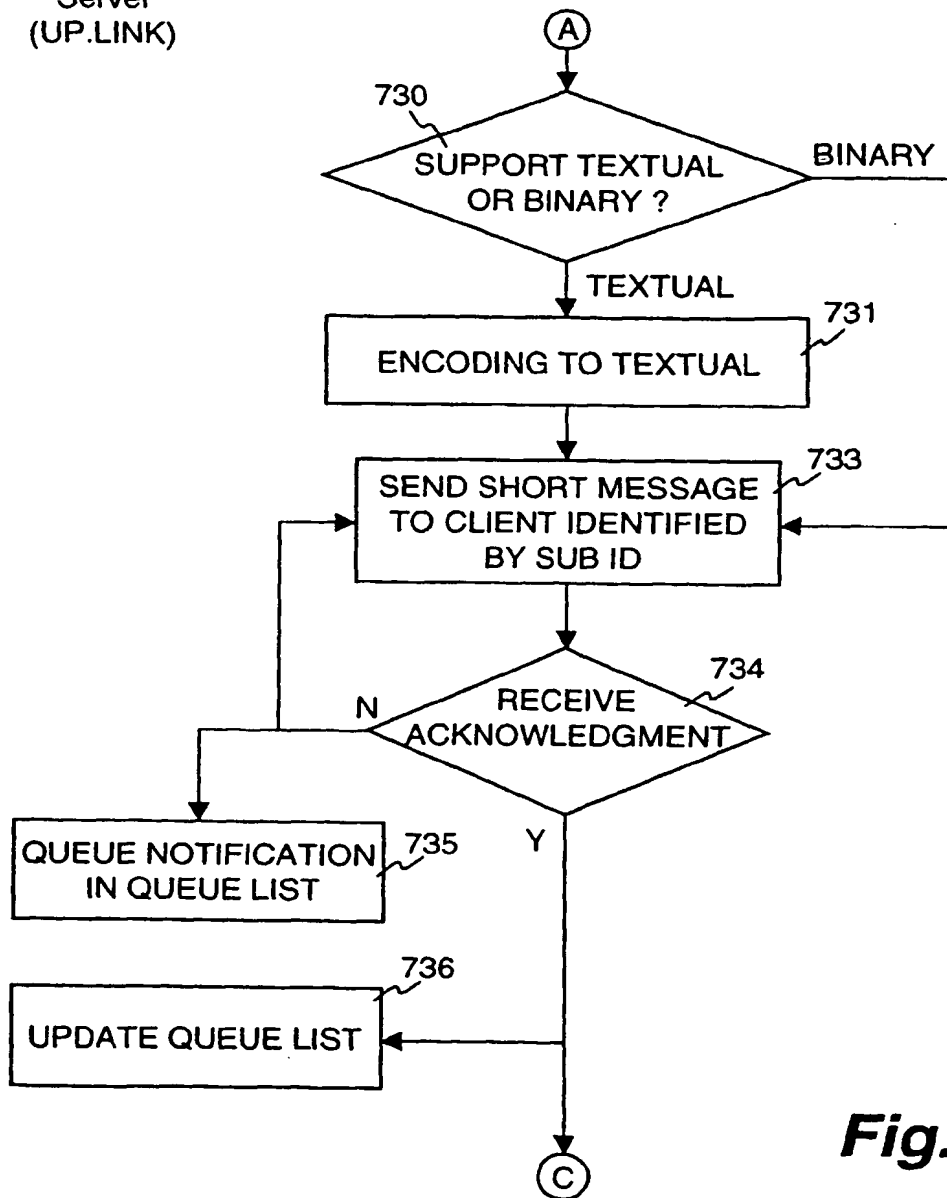 (UP.LINK)
A
730
SUPPORT TEXTUAL
OR BINARY ?
BINARY
TEXTUAL
731
ENCODING TO TEXTUAL
733
SEND SHORT MESSAGE
TO CLIENT IDENTIFIED
BY SUB ID
734
RECEIVE
ACKNOWLEDGMENT
N
Y
735
QUEUE NOTIFICATION
IN QUEUE LIST
736
UPDATE QUEUE LIST
Fig.
C